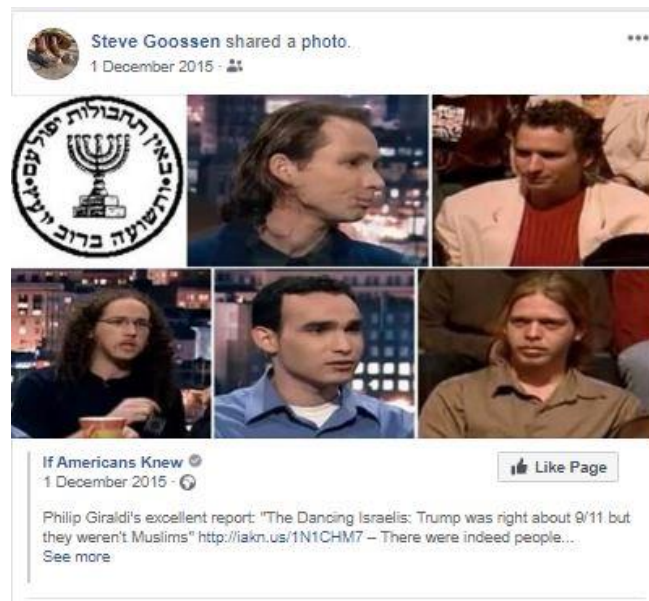 Steve Goossen shared a photo.
1 December 2015
באין תחבולות יפול עם
ותשועה ברוב יועץ
If Americans Knew
1 December 2015
Like Page
Philip Giraldi's excellent report: "The Dancing Israelis: Trump was right about 9/11 but
they weren't Muslims" http://iakn.us/1N1CHM7 – There were indeed people...
See more